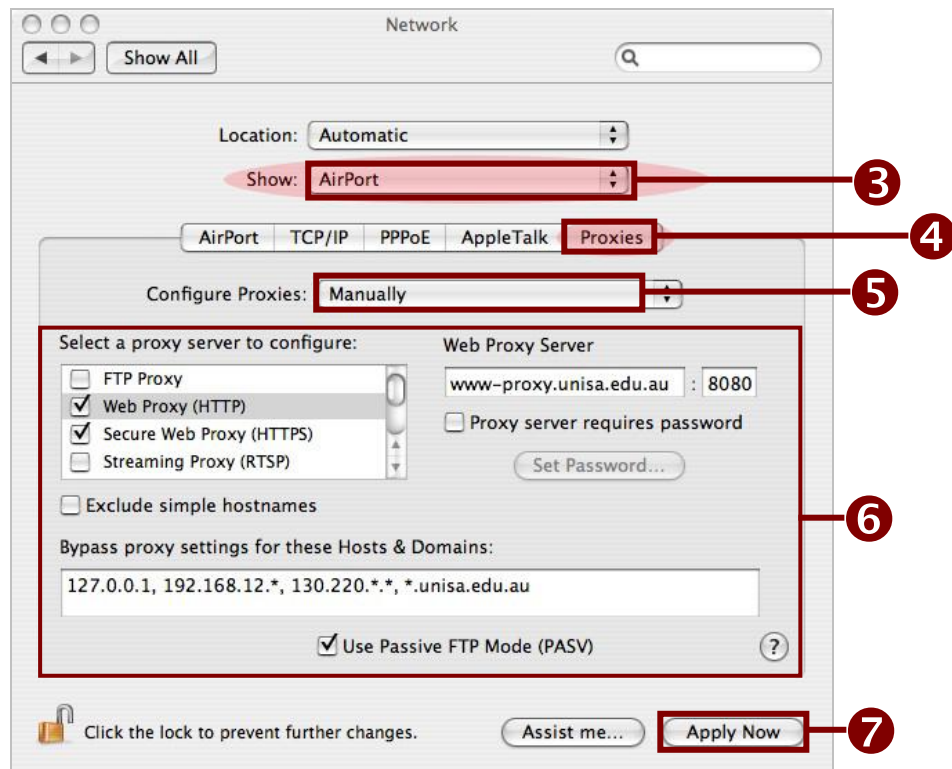 Network
Show All
Location: Automatic
Show: AirPort
3
AirPort TCP/IP PPPoE AppleTalk Proxies
4
Configure Proxies: Manually
5
Select a proxy server to configure:
Web Proxy Server
FTP Proxy
www-proxy.unisa.edu.au : 8080
Web Proxy (HTTP)
Proxy server requires password
Secure Web Proxy (HTTPS)
Streaming Proxy (RTSP)
Set Password...
Exclude simple hostnames
6
Bypass proxy settings for these Hosts & Domains:
127.0.0.1, 192.168.12.*, 130.220.*.*, *.unisa.edu.au
Use Passive FTP Mode (PASV)
?
Click the lock to prevent further changes.
Assist me...
Apply Now
7